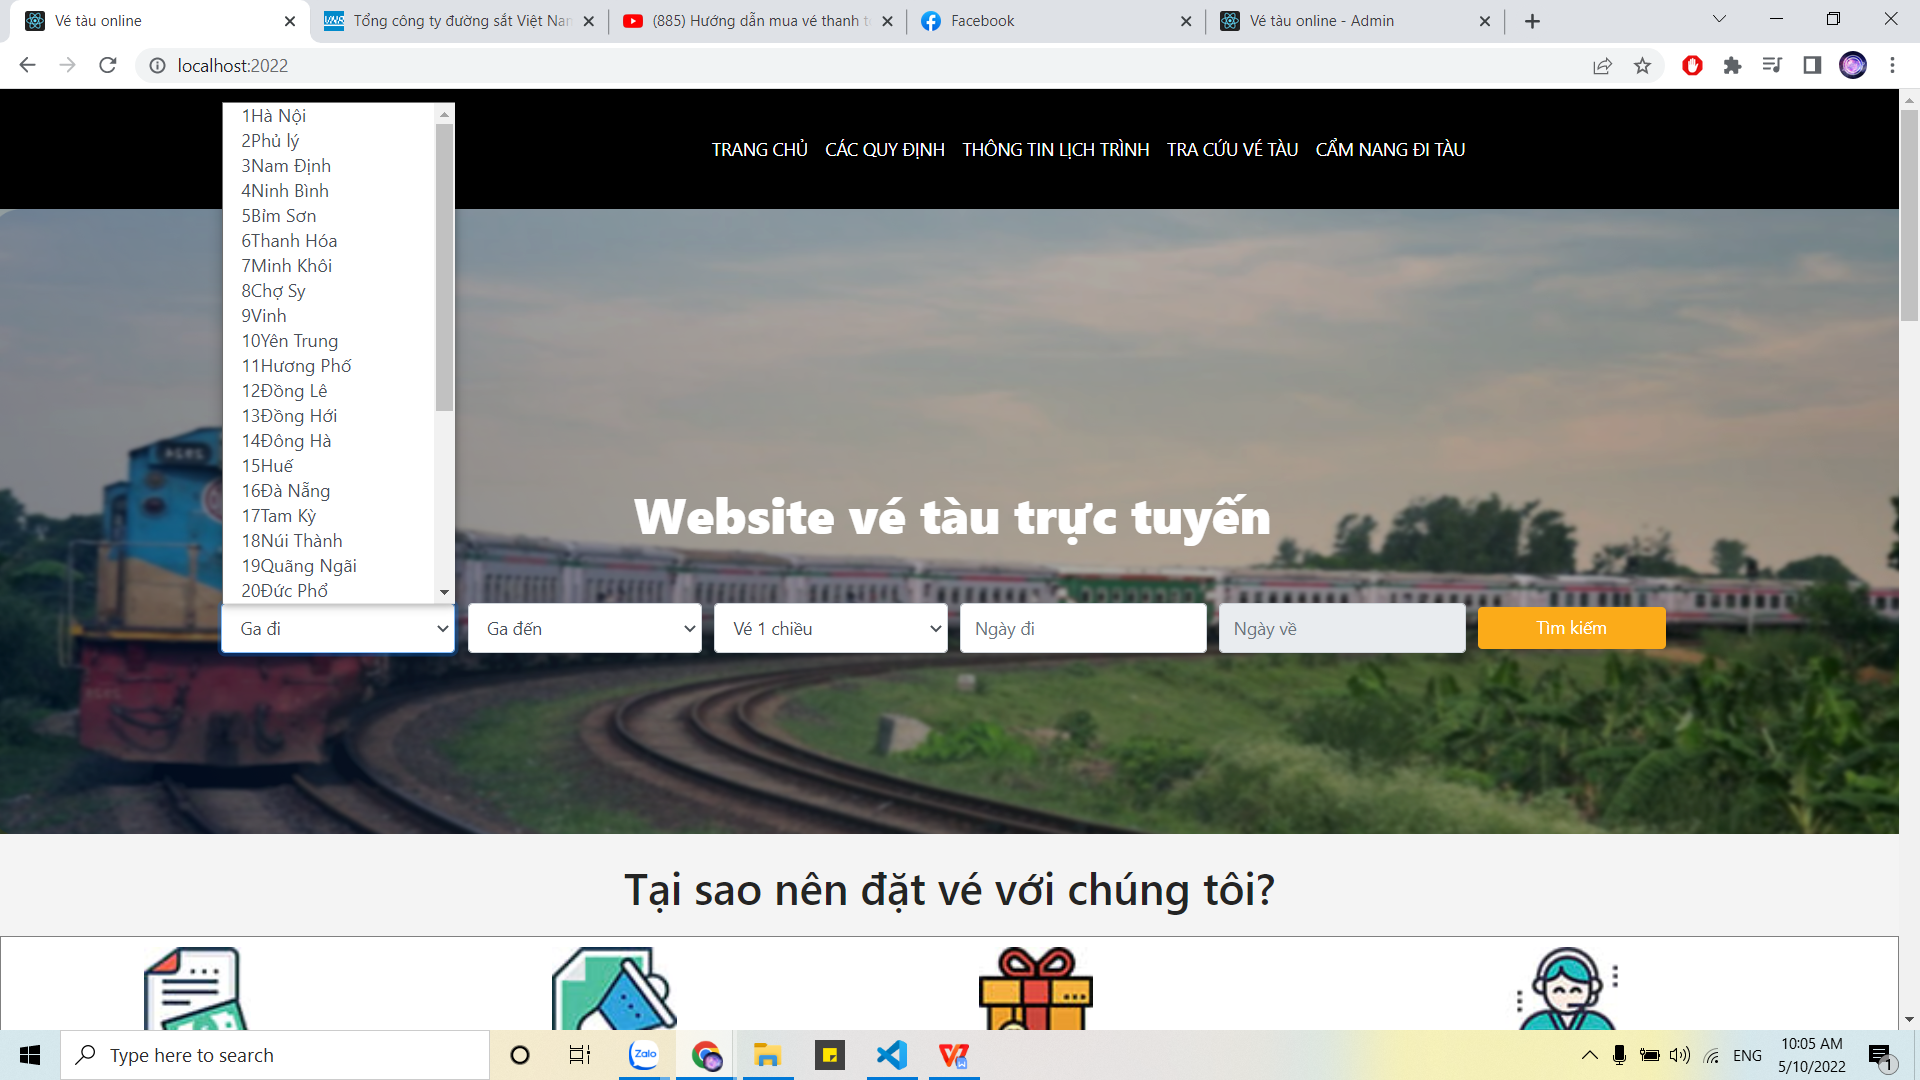 Vé tàu online
Tổng công ty đường sắt Việt Nam
(885) Hướng dẫn mua vé thanh t
Facebook
Vé tàu online - Admin
localhost:2022
TRANG CHỦ CÁC QUY ĐỊNH THÔNG TIN LỊCH TRÌNH TRA CỨU VÉ TÀU CẨM NANG ĐI TÀU
1Hà Nội
2Phủ lý
3Nam Định
4Ninh Bình
5Bỉm Sơn
6Thanh Hóa
7Minh Khôi
8Chợ Sy
9Vinh
10Yên Trung
11Hương Phố
12Đồng Lê
13Đồng Hới
14Đông Hà
15Huế
16Đà Nẵng
17Tam Kỳ
18Núi Thành
19Quãng Ngãi
20Đức Phổ
Website vé tàu trực tuyến
Ga đi Ga đến Vé 1 chiều Ngày đi Ngày về Tìm kiếm
Tại sao nên đặt vé với chúng tôi?
Type here to search
Zalo
ENG
10:05 AM
5/10/2022
1